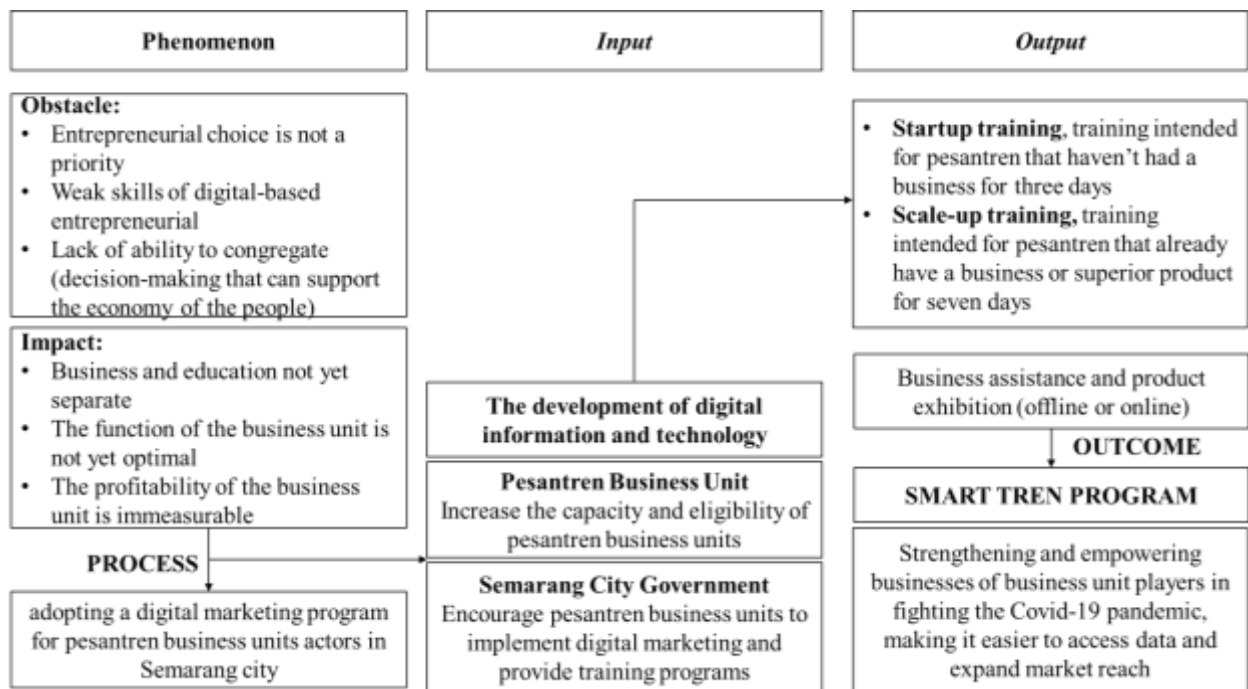 Phenomenon
Obstacle:
• Entrepreneurial choice is not a
priority
• Weak skills of digital-based
entrepreneurial
• Lack of ability to congregate
(decision-making that can support
the economy of the people)
Impact:
• Business and education not yet
separate
• The function of the business unit is
not yet optimal
• The profitability of the business
unit is immeasurable
PROCESS
adopting a digital marketing program
for pesantren business units actors in
Semarang city
Input
The development of digital
information and technology
Pesantren Business Unit
Increase the capacity and eligibility of
pesantren business units
Semarang City Government
Encourage pesantren business units to
implement digital marketing and
provide training programs
Output
• Startup training, training intended
for pesantren that haven't had a
business for three days
• Scale-up training, training
intended for pesantren that already
have a business or superior product
for seven days
Business assistance and product
exhibition (offline or online)
OUTCOME
SMART TREN PROGRAM
Strengthening and empowering
businesses of business unit players in
fighting the Covid-19 pandemic,
making it easier to access data and
expand market reach